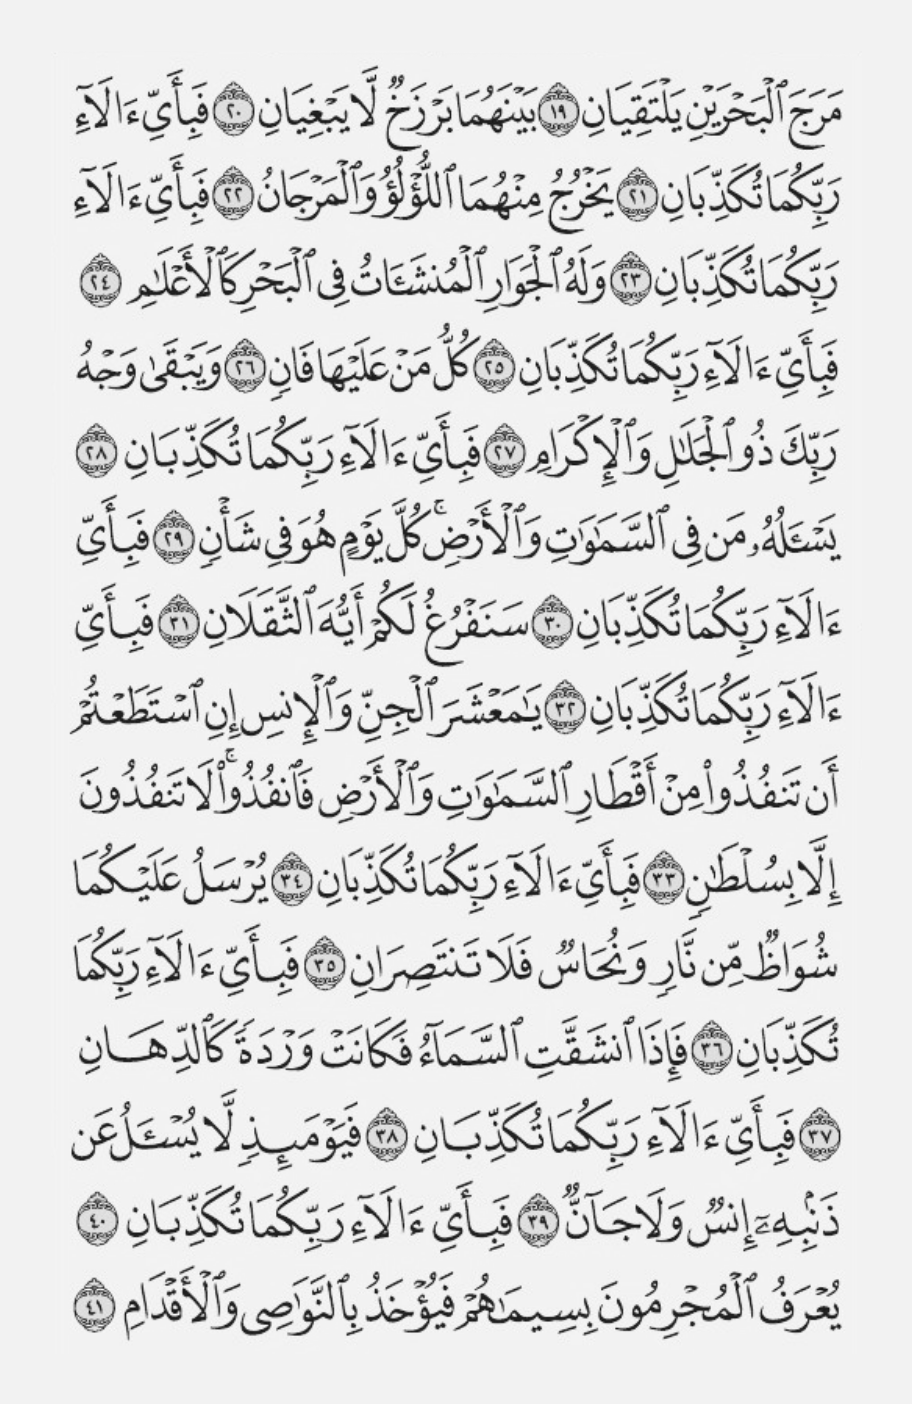 مَرَجَ ٱلْبَحْرَيْنِ يَلْتَقِيَانِ ١٩ بَيْنَهُمَا بَرْزَخٌ لَّا يَبْغِيَانِ ٢٠ فَبِأَىِّ ءَالَآءِ
رَبِّكُمَا تُكَذِّبَانِ ٢١ يَخْرُجُ مِنْهُمَا ٱللُّؤْلُؤُ وَٱلْمَرْجَانُ ٢٢ فَبِأَىِّ ءَالَآءِ
رَبِّكُمَا تُكَذِّبَانِ ٢٣ وَلَهُ ٱلْجَوَارِ ٱلْمُنشَـَٔاتُ فِى ٱلْبَحْرِ كَٱلْأَعْلَـٰمِ ٢٤
فَبِأَىِّ ءَالَآءِ رَبِّكُمَا تُكَذِّبَانِ ٢٥ كُلُّ مَنْ عَلَيْهَا فَانٍ ٢٦ وَيَبْقَىٰ وَجْهُ
رَبِّكَ ذُو ٱلْجَلَـٰلِ وَٱلْإِكْرَامِ ٢٧ فَبِأَىِّ ءَالَآءِ رَبِّكُمَا تُكَذِّبَانِ ٢٨
يَسْـَٔلُهُۥ مَن فِى ٱلسَّمَـٰوَٰتِ وَٱلْأَرْضِ ۚ كُلَّ يَوْمٍ هُوَ فِى شَأْنٍ ٢٩ فَبِأَىِّ
ءَالَآءِ رَبِّكُمَا تُكَذِّبَانِ ٣٠ سَنَفْرُغُ لَكُمْ أَيُّهَ ٱلثَّقَلَانِ ٣١ فَبِأَىِّ
ءَالَآءِ رَبِّكُمَا تُكَذِّبَانِ ٣٢ يَـٰمَعْشَرَ ٱلْجِنِّ وَٱلْإِنسِ إِنِ ٱسْتَطَعْتُمْ
أَن تَنفُذُوا۟ مِنْ أَقْطَارِ ٱلسَّمَـٰوَٰتِ وَٱلْأَرْضِ فَٱنفُذُوا۟ ۚ لَا تَنفُذُونَ
إِلَّا بِسُلْطَـٰنٍ ٣٣ فَبِأَىِّ ءَالَآءِ رَبِّكُمَا تُكَذِّبَانِ ٣٤ يُرْسَلُ عَلَيْكُمَا
شُوَاظٌ مِّن نَّارٍ وَنُحَاسٌ فَلَا تَنتَصِرَانِ ٣٥ فَبِأَىِّ ءَالَآءِ رَبِّكُمَا
تُكَذِّبَانِ ٣٦ فَإِذَا ٱنشَقَّتِ ٱلسَّمَآءُ فَكَانَتْ وَرْدَةً كَٱلدِّهَانِ
٣٧ فَبِأَىِّ ءَالَآءِ رَبِّكُمَا تُكَذِّبَانِ ٣٨ فَيَوْمَئِذٍ لَّا يُسْـَٔلُ عَن
ذَنۢبِهِۦٓ إِنسٌ وَلَا جَآنٌّ ٣٩ فَبِأَىِّ ءَالَآءِ رَبِّكُمَا تُكَذِّبَانِ ٤٠
يُعْرَفُ ٱلْمُجْرِمُونَ بِسِيمَـٰهُمْ فَيُؤْخَذُ بِٱلنَّوَٰصِى وَٱلْأَقْدَامِ ٤١